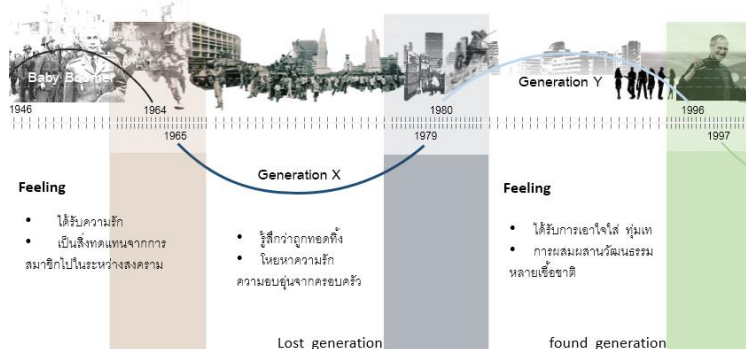 Baby Boomer
Generation Y
1946
1964
1980
1996
1965
1979
1997
Generation X
Feeling
• ได้รับความรัก
• เป็นสิ่งทดแทนจากการ
สมาชิกไปในระหว่างสงคราม
• รู้สึกว่าถูกทอดทิ้ง
• โหยหาความรัก
ความอบอุ่นจากครอบครัว
Feeling
• ได้รับการเอาใจใส่ ทุ่มเท
• การผสมผสานวัฒนธรรม
หลายเชื้อชาติ
Lost generation
found generation